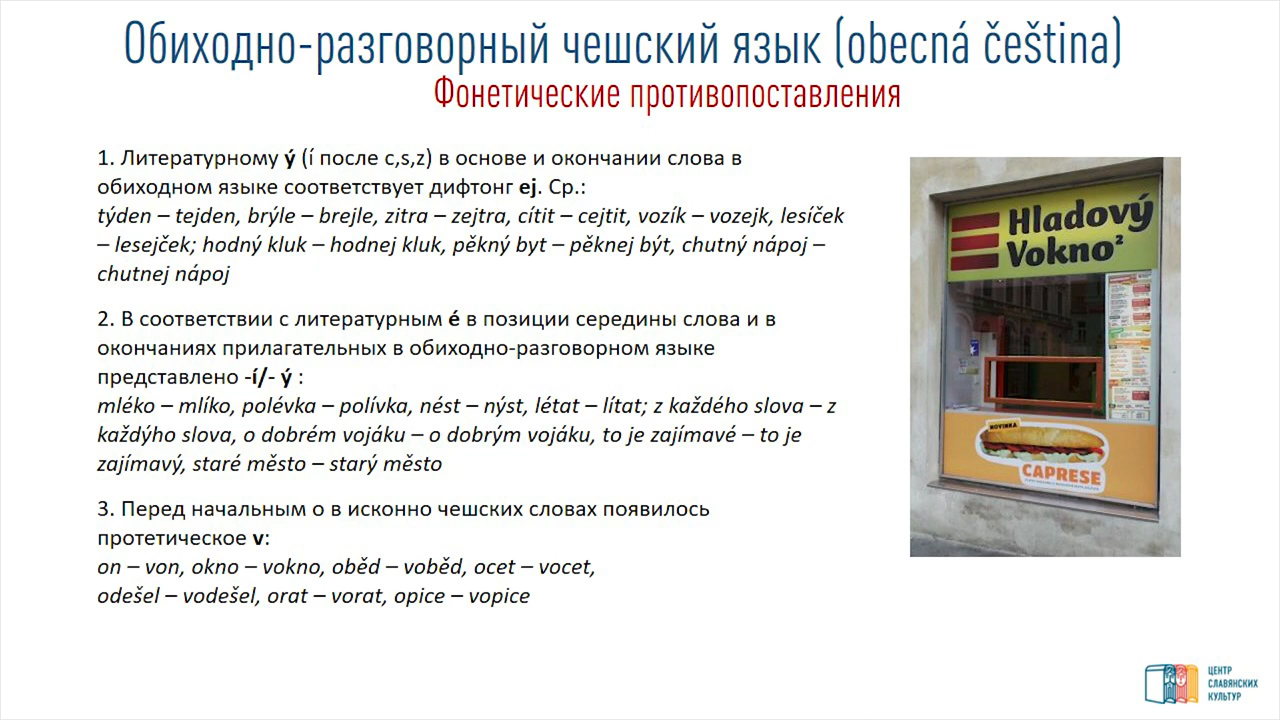 Обиходно-разговорный чешский язык (obecná čeština)
Фонетические противопоставления
1. Литературному ý (í после c,s,z) в основе и окончании слова в
обиходном языке соответствует дифтонг ej. Ср.:
týden – tejden, brýle – brejle, zitra – zejtra, cítit – cejtit, vozík – vozejk, lesíček
– lesejček; hodný kluk – hodnej kluk, pěkný byt – pěknej být, chutný nápoj –
chutnej nápoj
2. В соответствии с литературным é в позиции середины слова и в
окончаниях прилагательных в обиходно-разговорном языке
представлено -í/- ý :
mléko – mlíko, polévka – polívka, nést – nýst, létat – lítat; z každého slova – z
každýho slova, o dobrém vojáku – o dobrým vojáku, to je zajímavé – to je
zajímavý, staré město – starý město
3. Перед начальным о в исконно чешских словах появилось
протетическое v:
on – von, okno – vokno, oběd – voběd, ocet – vocet,
odešel – vodešel, orat – vorat, opice – vopice
Hladový
Vokno²
NOVINKA
CAPRESE
ЦЕНТР
СЛАВЯНСКИХ
КУЛЬТУР